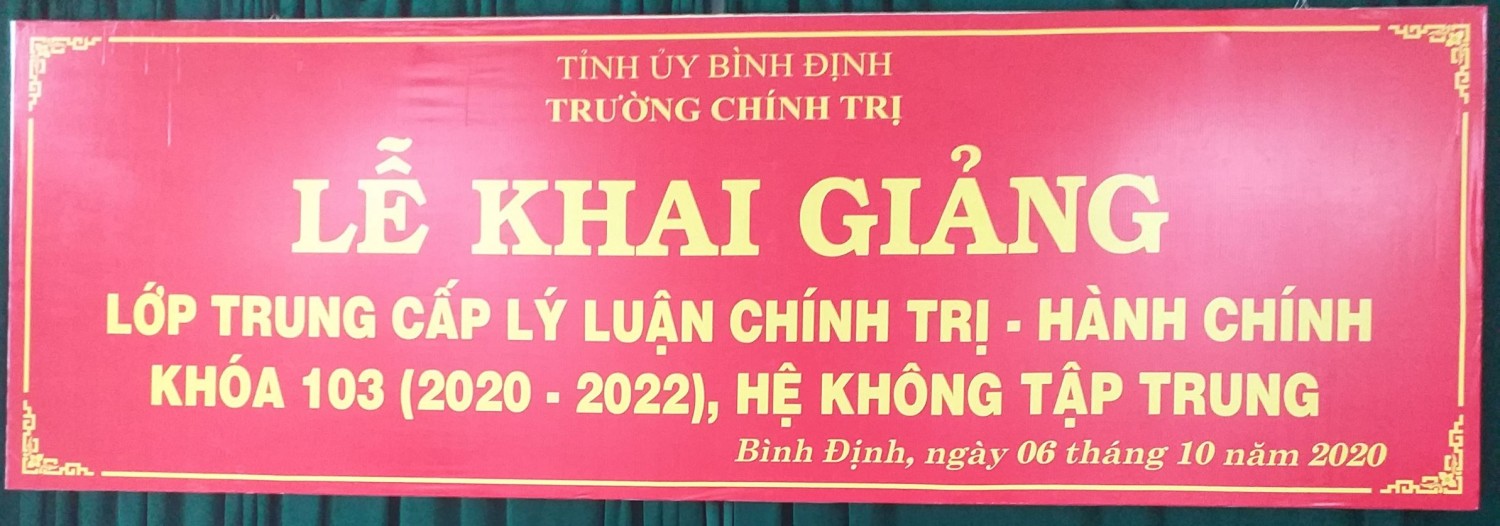 TỈNH ỦY BÌNH ĐỊNH
TRƯỜNG CHÍNH TRỊ
LỄ KHAI GIẢNG
LỚP TRUNG CẤP LÝ LUẬN CHÍNH TRỊ - HÀNH CHÍNH
KHÓA 103 (2020 - 2022), HỆ KHÔNG TẬP TRUNG
Bình Định, ngày 06 tháng 10 năm 2020